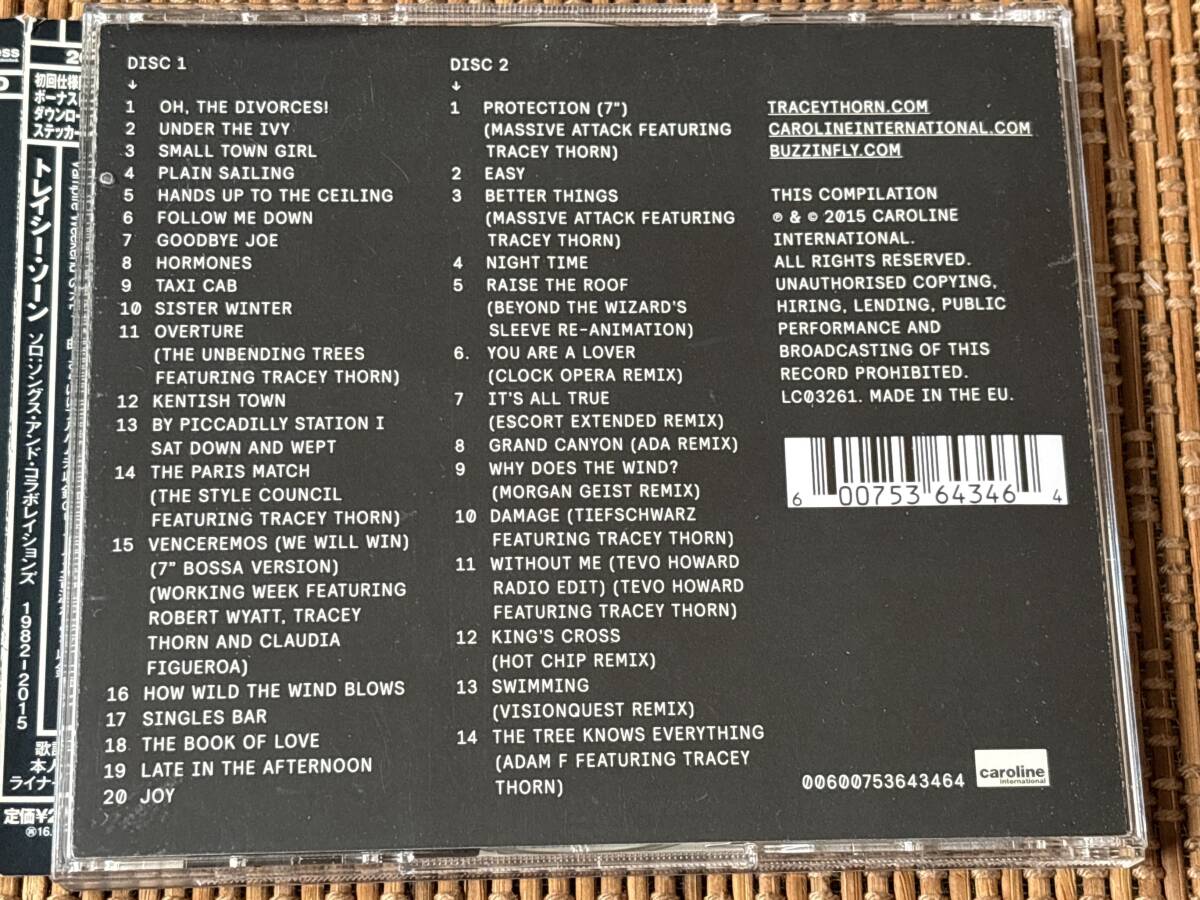 初回仕様
ボーナス
ダウンロー
ステッカー
トレイシー・ソーン
ソロ:ソングス・アンド・コラボレイションズ 1982-2015
ライナー
定価¥2
DISC 1
↓
1 OH, THE DIVORCES!
2 UNDER THE IVY
3 SMALL TOWN GIRL
4 PLAIN SAILING
5 HANDS UP TO THE CEILING
6 FOLLOW ME DOWN
7 GOODBYE JOE
8 HORMONES
9 TAXI CAB
10 SISTER WINTER
11 OVERTURE
(THE UNBENDING TREES
FEATURING TRACEY THORN)
12 KENTISH TOWN
13 BY PICCADILLY STATION I
SAT DOWN AND WEPT
14 THE PARIS MATCH
(THE STYLE COUNCIL
FEATURING TRACEY THORN)
15 VENCEREMOS (WE WILL WIN)
(7" BOSSA VERSION)
(WORKING WEEK FEATURING
ROBERT WYATT, TRACEY
THORN AND CLAUDIA
FIGUEROA)
16 HOW WILD THE WIND BLOWS
17 SINGLES BAR
18 THE BOOK OF LOVE
19 LATE IN THE AFTERNOON
20 JOY
DISC 2
↓
1 PROTECTION (7")
(MASSIVE ATTACK FEATURING
TRACEY THORN)
2 EASY
3 BETTER THINGS
(MASSIVE ATTACK FEATURING
TRACEY THORN)
4 NIGHT TIME
5 RAISE THE ROOF
(BEYOND THE WIZARD'S
SLEEVE RE-ANIMATION)
6. YOU ARE A LOVER
(CLOCK OPERA REMIX)
7 IT'S ALL TRUE
(ESCORT EXTENDED REMIX)
8 GRAND CANYON (ADA REMIX)
9 WHY DOES THE WIND?
(MORGAN GEIST REMIX)
10 DAMAGE (TIEFSCHWARZ
FEATURING TRACEY THORN)
11 WITHOUT ME (TEVO HOWARD
RADIO EDIT) (TEVO HOWARD
FEATURING TRACEY THORN)
12 KING'S CROSS
(HOT CHIP REMIX)
13 SWIMMING
(VISIONQUEST REMIX)
14 THE TREE KNOWS EVERYTHING
(ADAM F FEATURING TRACEY
THORN)
TRACEYTHORN.COM
CAROLINEINTERNATIONAL.COM
BUZZINFLY.COM
THIS COMPILATION
℗ & © 2015 CAROLINE
INTERNATIONAL.
ALL RIGHTS RESERVED.
UNAUTHORISED COPYING,
HIRING, LENDING, PUBLIC
PERFORMANCE AND
BROADCASTING OF THIS
RECORD PROHIBITED.
LC03261. MADE IN THE EU.
6 00753 64346 4
00600753643464
caroline
international